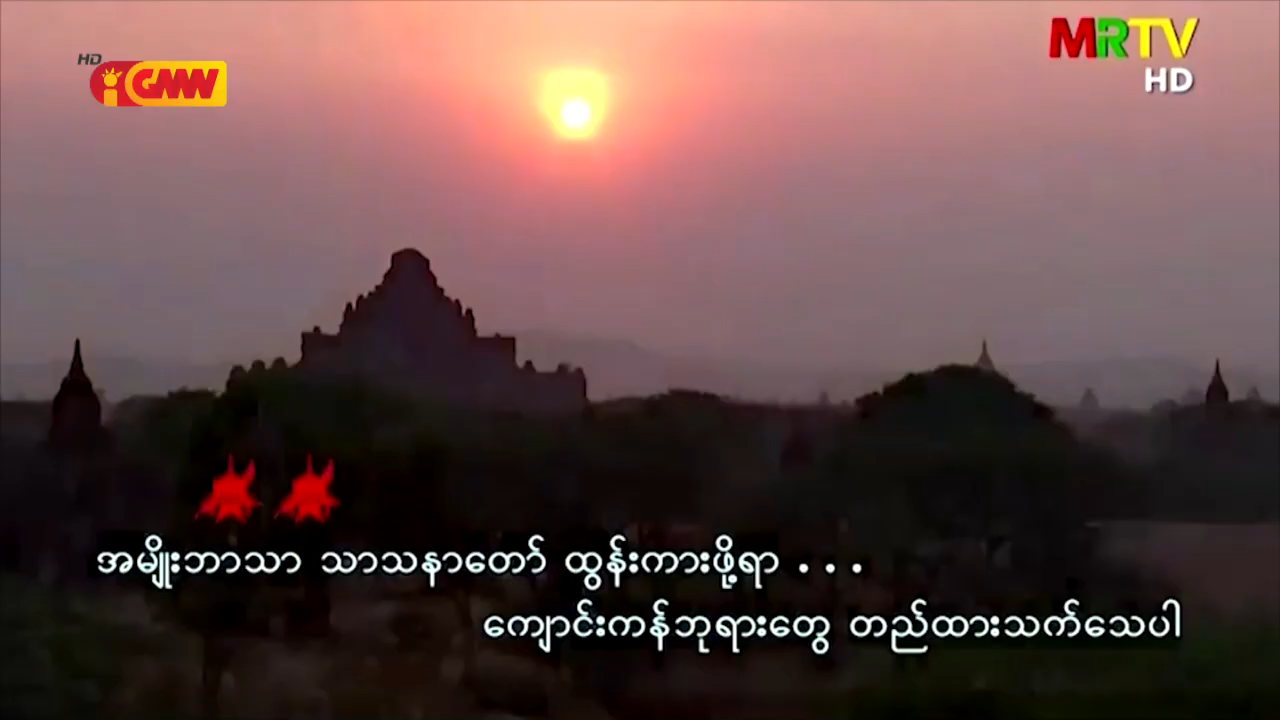 HD
iGMW
MRTV
HD
အမျိုးဘာသာ သာသနာတော် ထွန်းကားဖို့ရာ . . .
ကျောင်းကန်ဘုရားတွေ တည်ထားသက်သေပါ